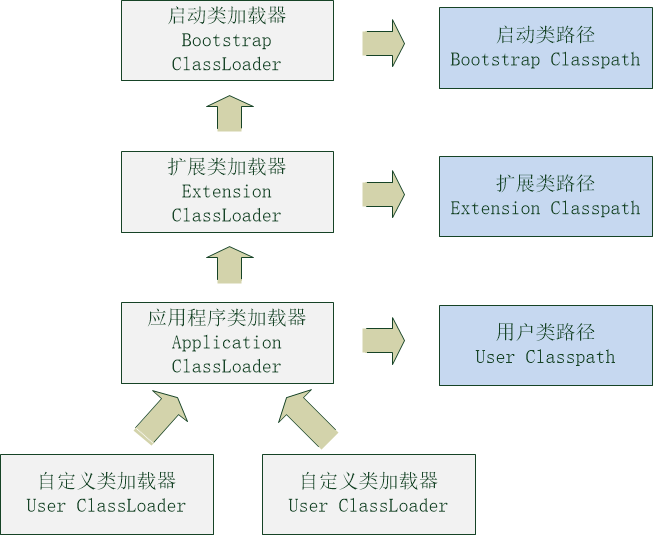 启动类加载器
Bootstrap
ClassLoader
启动类路径
Bootstrap Classpath
扩展类加载器
Extension
ClassLoader
扩展类路径
Extension Classpath
应用程序类加载器
Application
ClassLoader
用户类路径
User Classpath
自定义类加载器
User ClassLoader
自定义类加载器
User ClassLoader